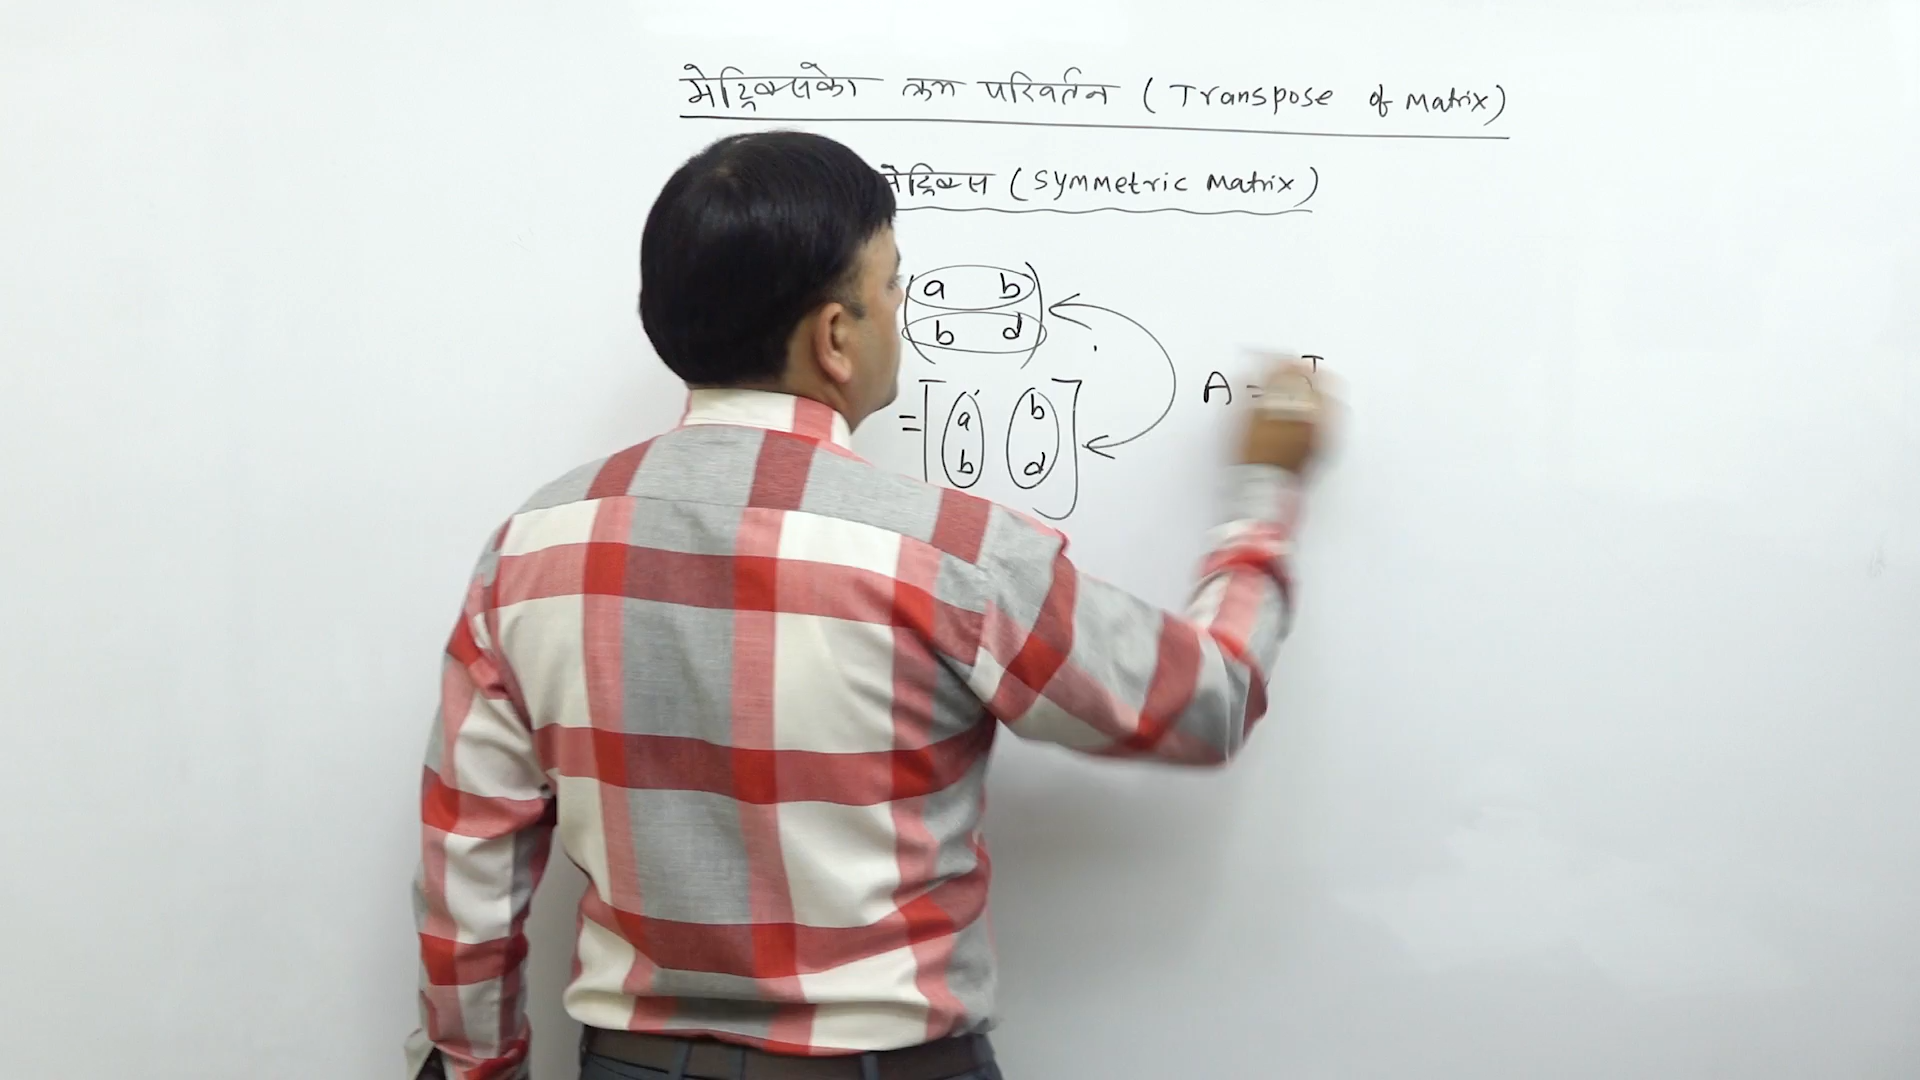 मेट्रिक्सको क्रम परिवर्तन (Transpose of Matrix)
मेट्रिक्स (Symmetric Matrix)
a b
b d
= [ a b
b d ]
A = T